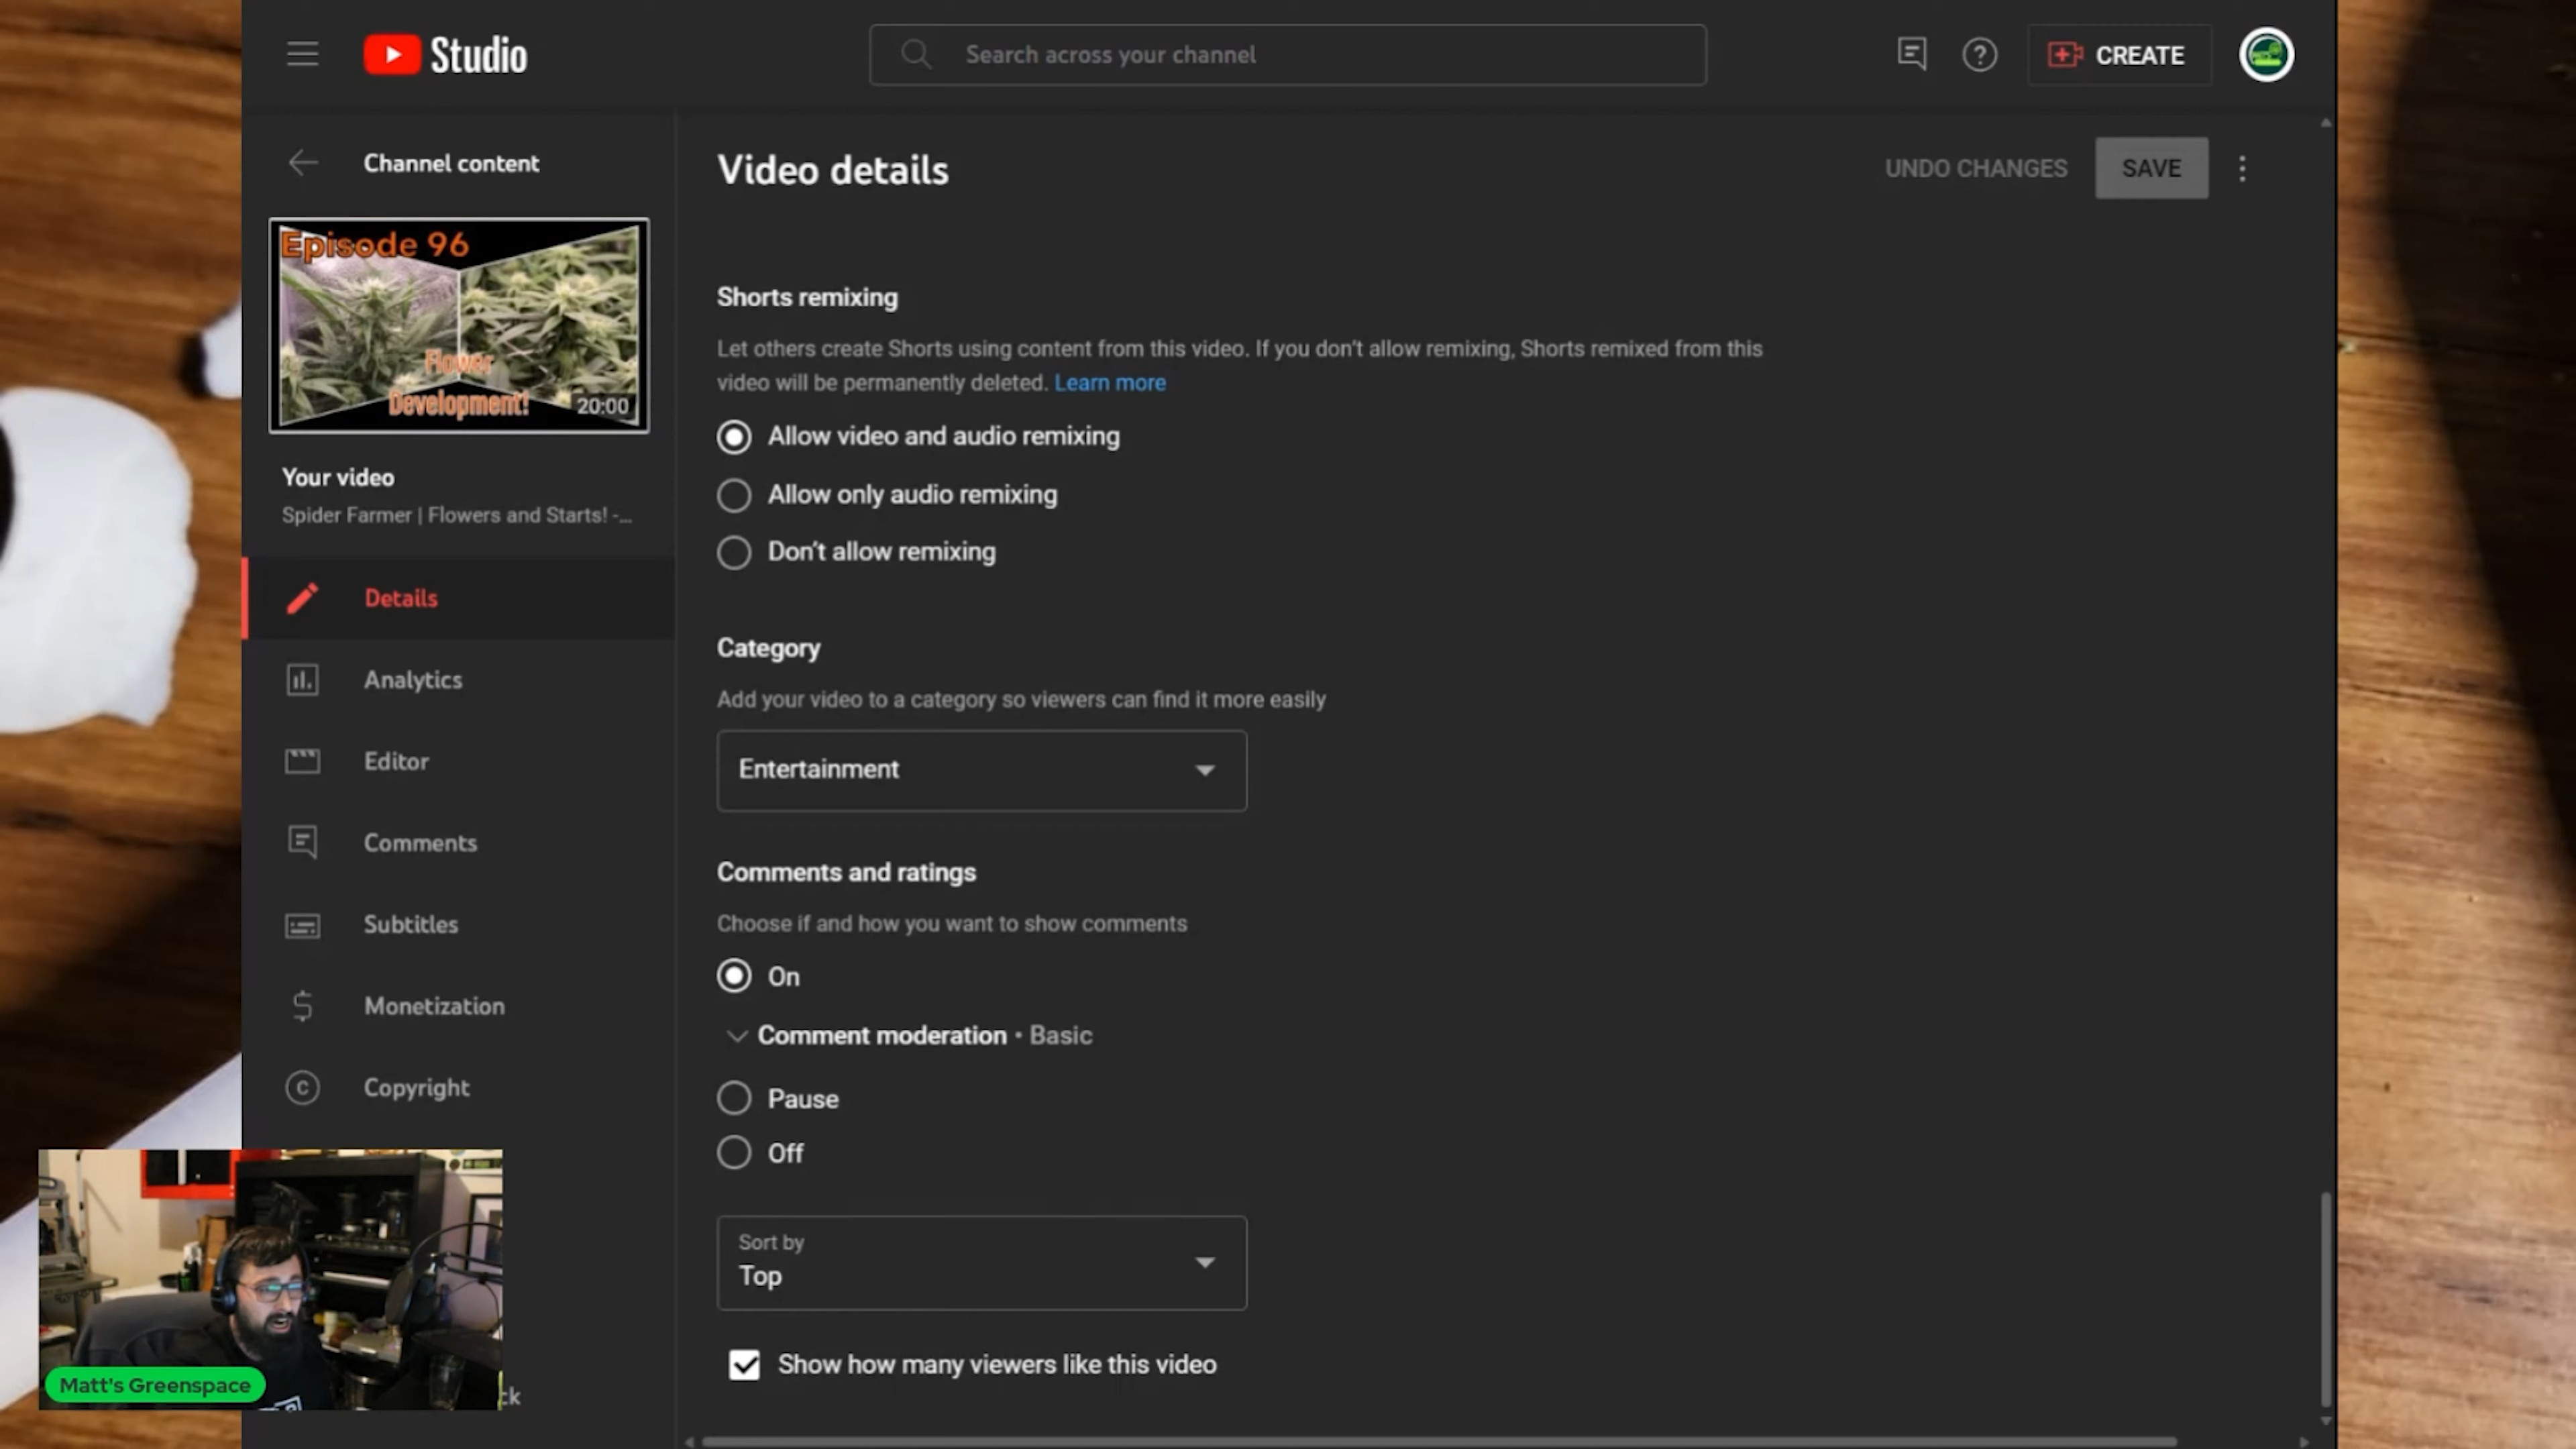 Studio
Search across your channel
CREATE
Channel content
Episode 96
Flower
Development!
20:00
Your video
Spider Farmer | Flowers and Starts! -...
Details
Analytics
Editor
Comments
Subtitles
Monetization
Copyright
ck
Matt's Greenspace
Video details
UNDO CHANGES
SAVE
Shorts remixing
Let others create Shorts using content from this video. If you don't allow remixing, Shorts remixed from this
video will be permanently deleted. Learn more
Allow video and audio remixing
Allow only audio remixing
Don't allow remixing
Category
Add your video to a category so viewers can find it more easily
Entertainment
Comments and ratings
Choose if and how you want to show comments
On
Comment moderation • Basic
Pause
Off
Sort by
Top
Show how many viewers like this video